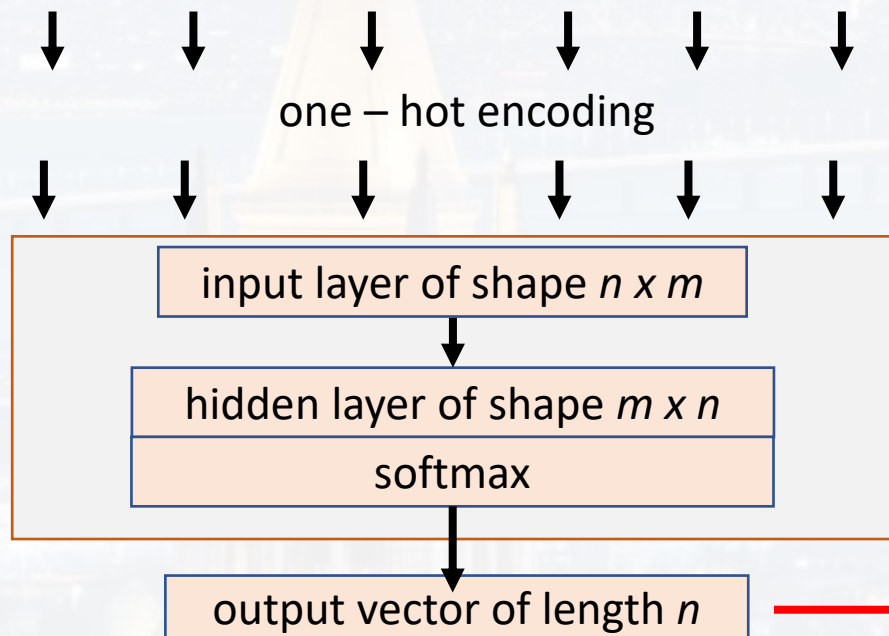 one – hot encoding
input layer of shape n x m
hidden layer of shape m x n
softmax
output vector of length n